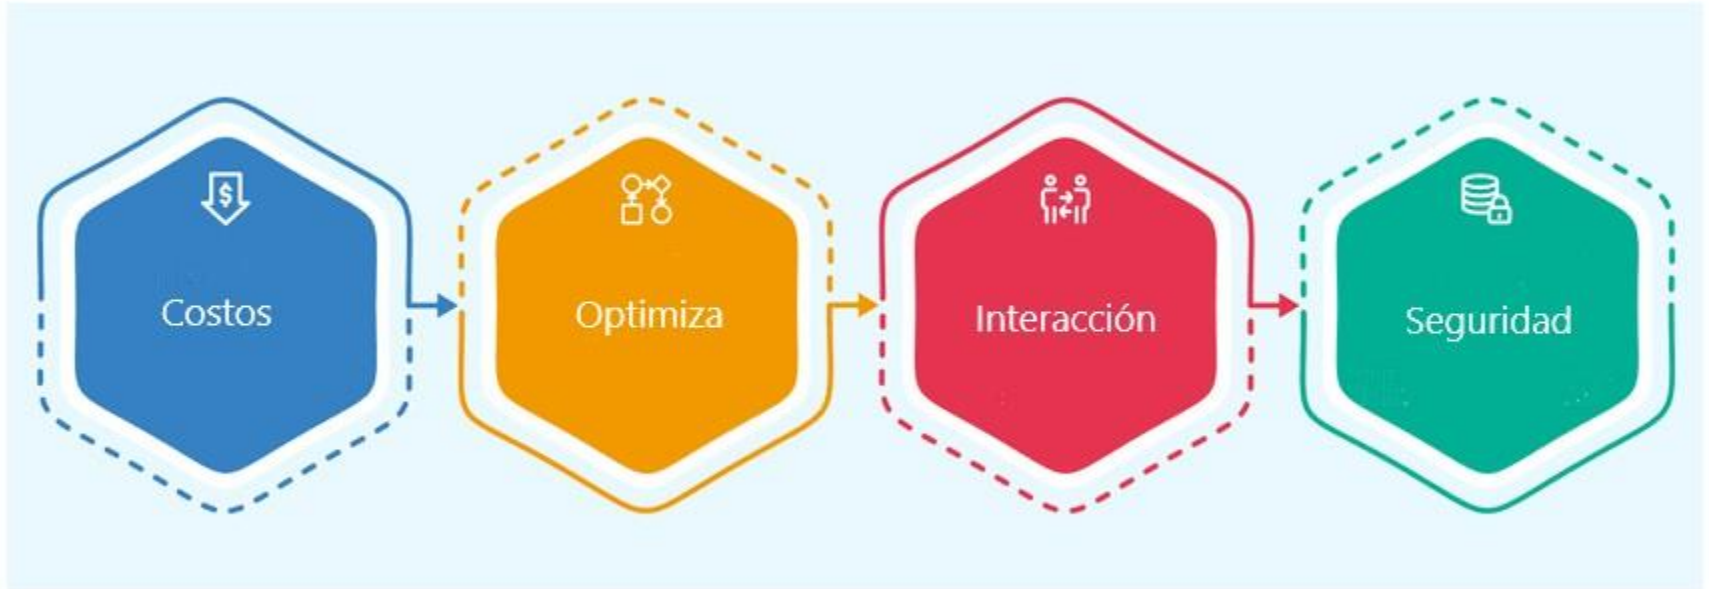 $
Costos
Optimiza
Interacción
Seguridad